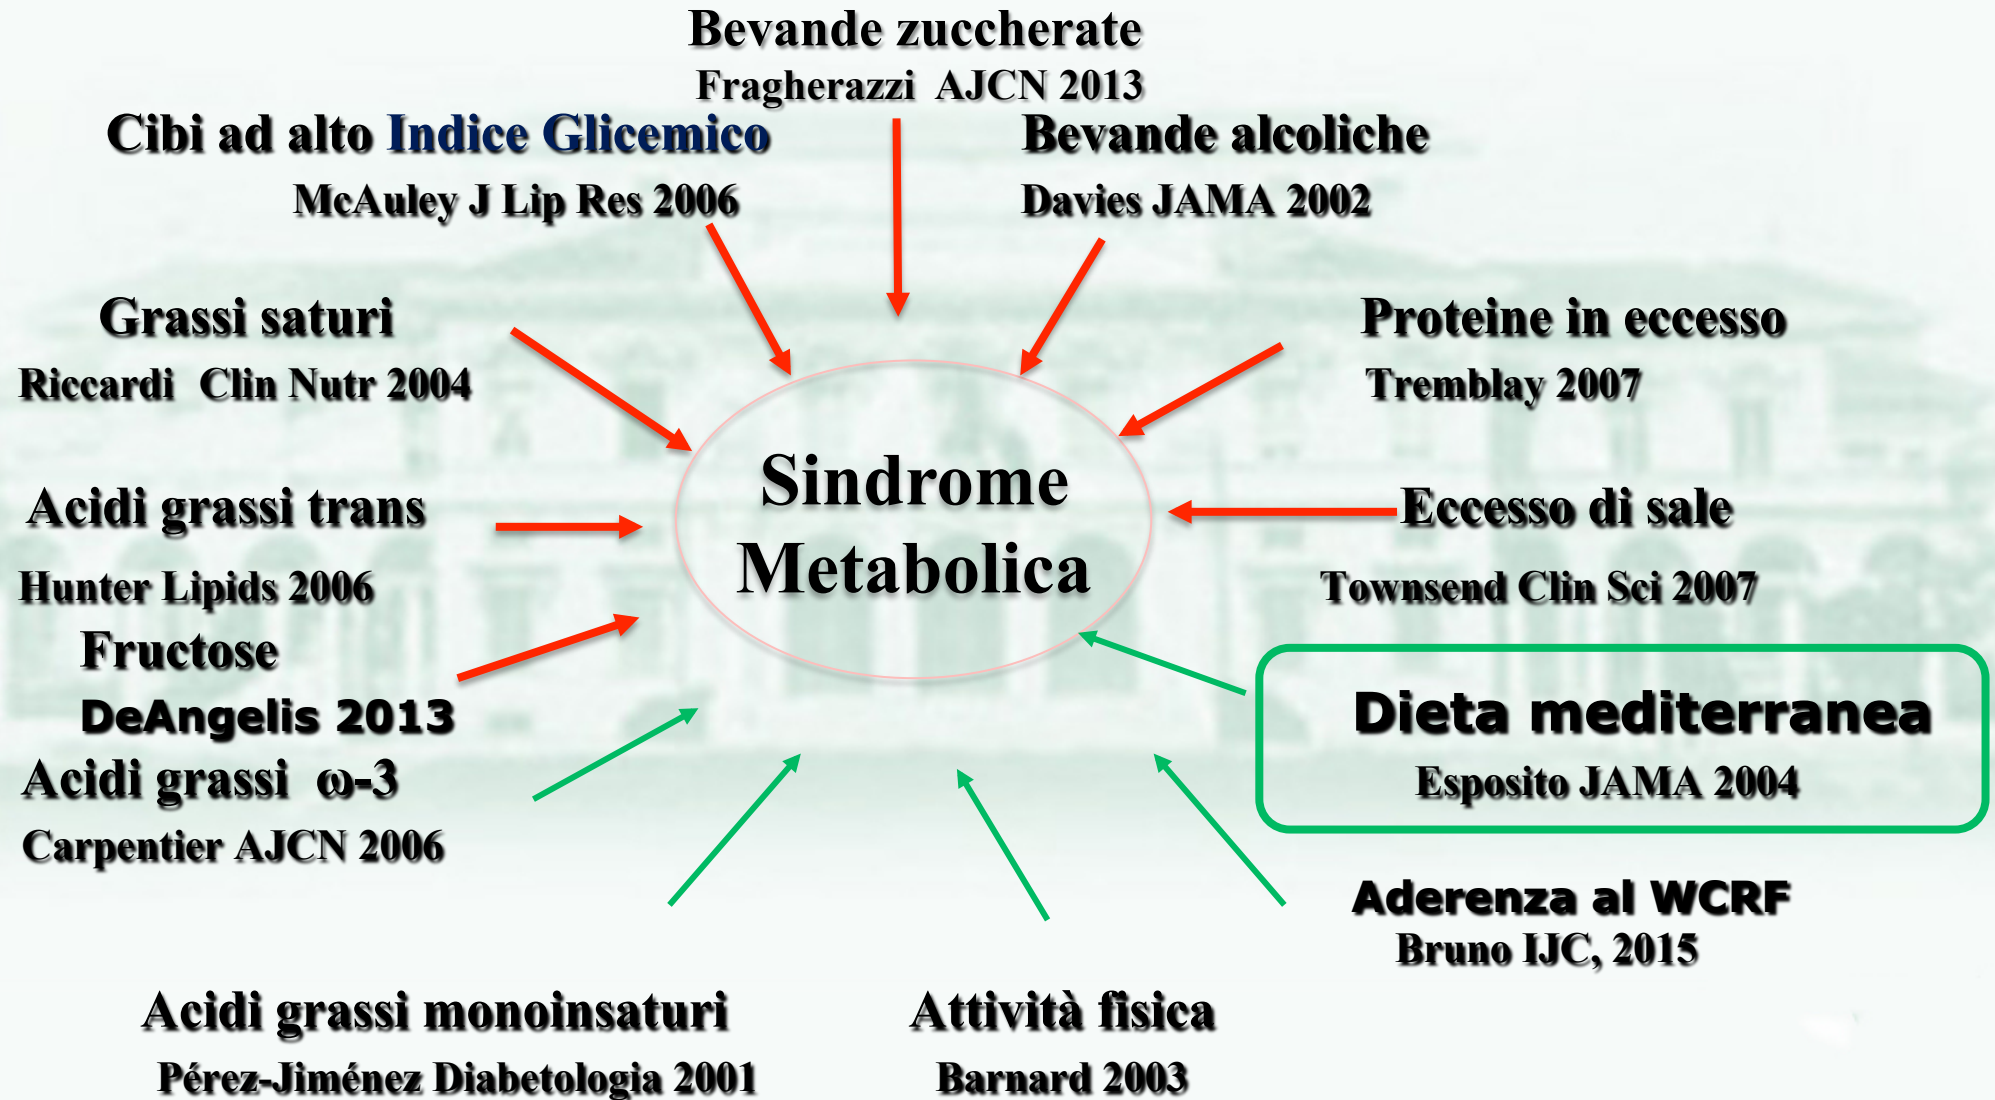 Bevande zuccherate
Fragherazzi AJCN 2013
Cibi ad alto Indice Glicemico
McAuley J Lip Res 2006
Bevande alcoliche
Davies JAMA 2002
Grassi saturi
Riccardi Clin Nutr 2004
Proteine in eccesso
Tremblay 2007
Sindrome
Metabolica
Acidi grassi trans
Hunter Lipids 2006
Eccesso di sale
Townsend Clin Sci 2007
Fructose
DeAngelis 2013
Dieta mediterranea
Esposito JAMA 2004
Acidi grassi ω-3
Carpentier AJCN 2006
Aderenza al WCRF
Bruno IJC, 2015
Acidi grassi monoinsaturi
Pérez-Jiménez Diabetologia 2001
Attività fisica
Barnard 2003